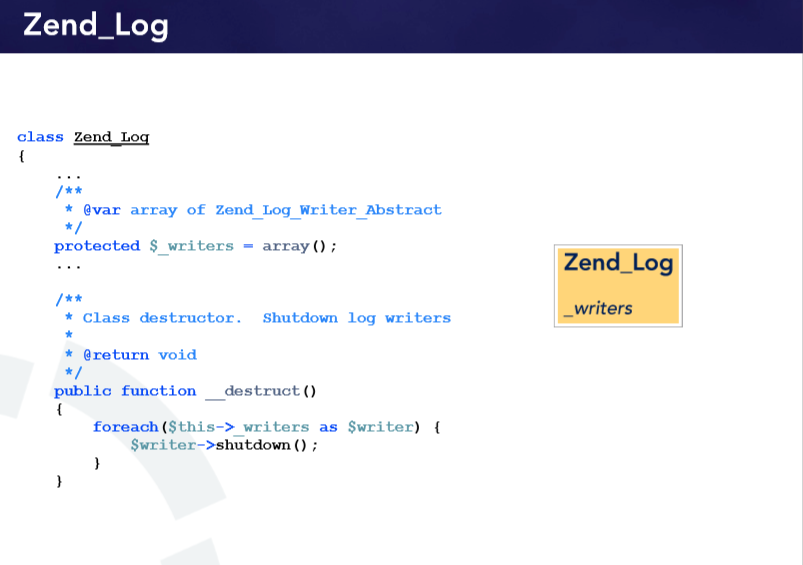 Zend_Log
class Zend_Log
{
...
/**
* @var array of Zend_Log_Writer_Abstract
*/
protected $_writers = array();
...
/**
* Class destructor.  Shutdown log writers
*
* @return void
*/
public function __destruct()
{
foreach($this->_writers as $writer) {
$writer->shutdown();
}
}
Zend_Log
_writers